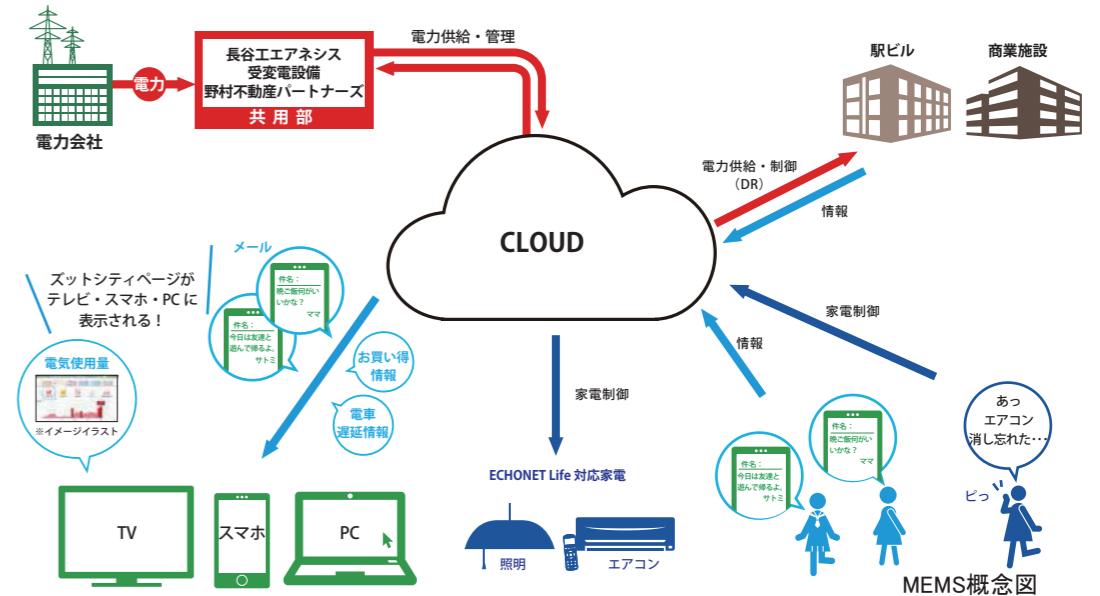 電力会社
電力
長谷工エアネシス
受変電設備
野村不動産パートナーズ
共用部
電力供給・管理
駅ビル
商業施設
電力供給・制御
（DR）
情報
CLOUD
メール
件名：
晩ご飯何がい
いかな？
ママ
件名：
今日は友達と
遊んで帰るよ。
サトミ
ズットシティページが
テレビ・スマホ・PCに
表示される！
電気使用量
※イメージイラスト
お買い得
情報
電車
遅延情報
家電制御
情報
家電制御
あっ
エアコン
消し忘れた･･･
ピっ
件名：
晩ご飯何がい
いかな？
ママ
件名：
今日は友達と
遊んで帰るよ。
サトミ
ECHONET Life 対応家電
照明
エアコン
TV
スマホ
PC
MEMS概念図